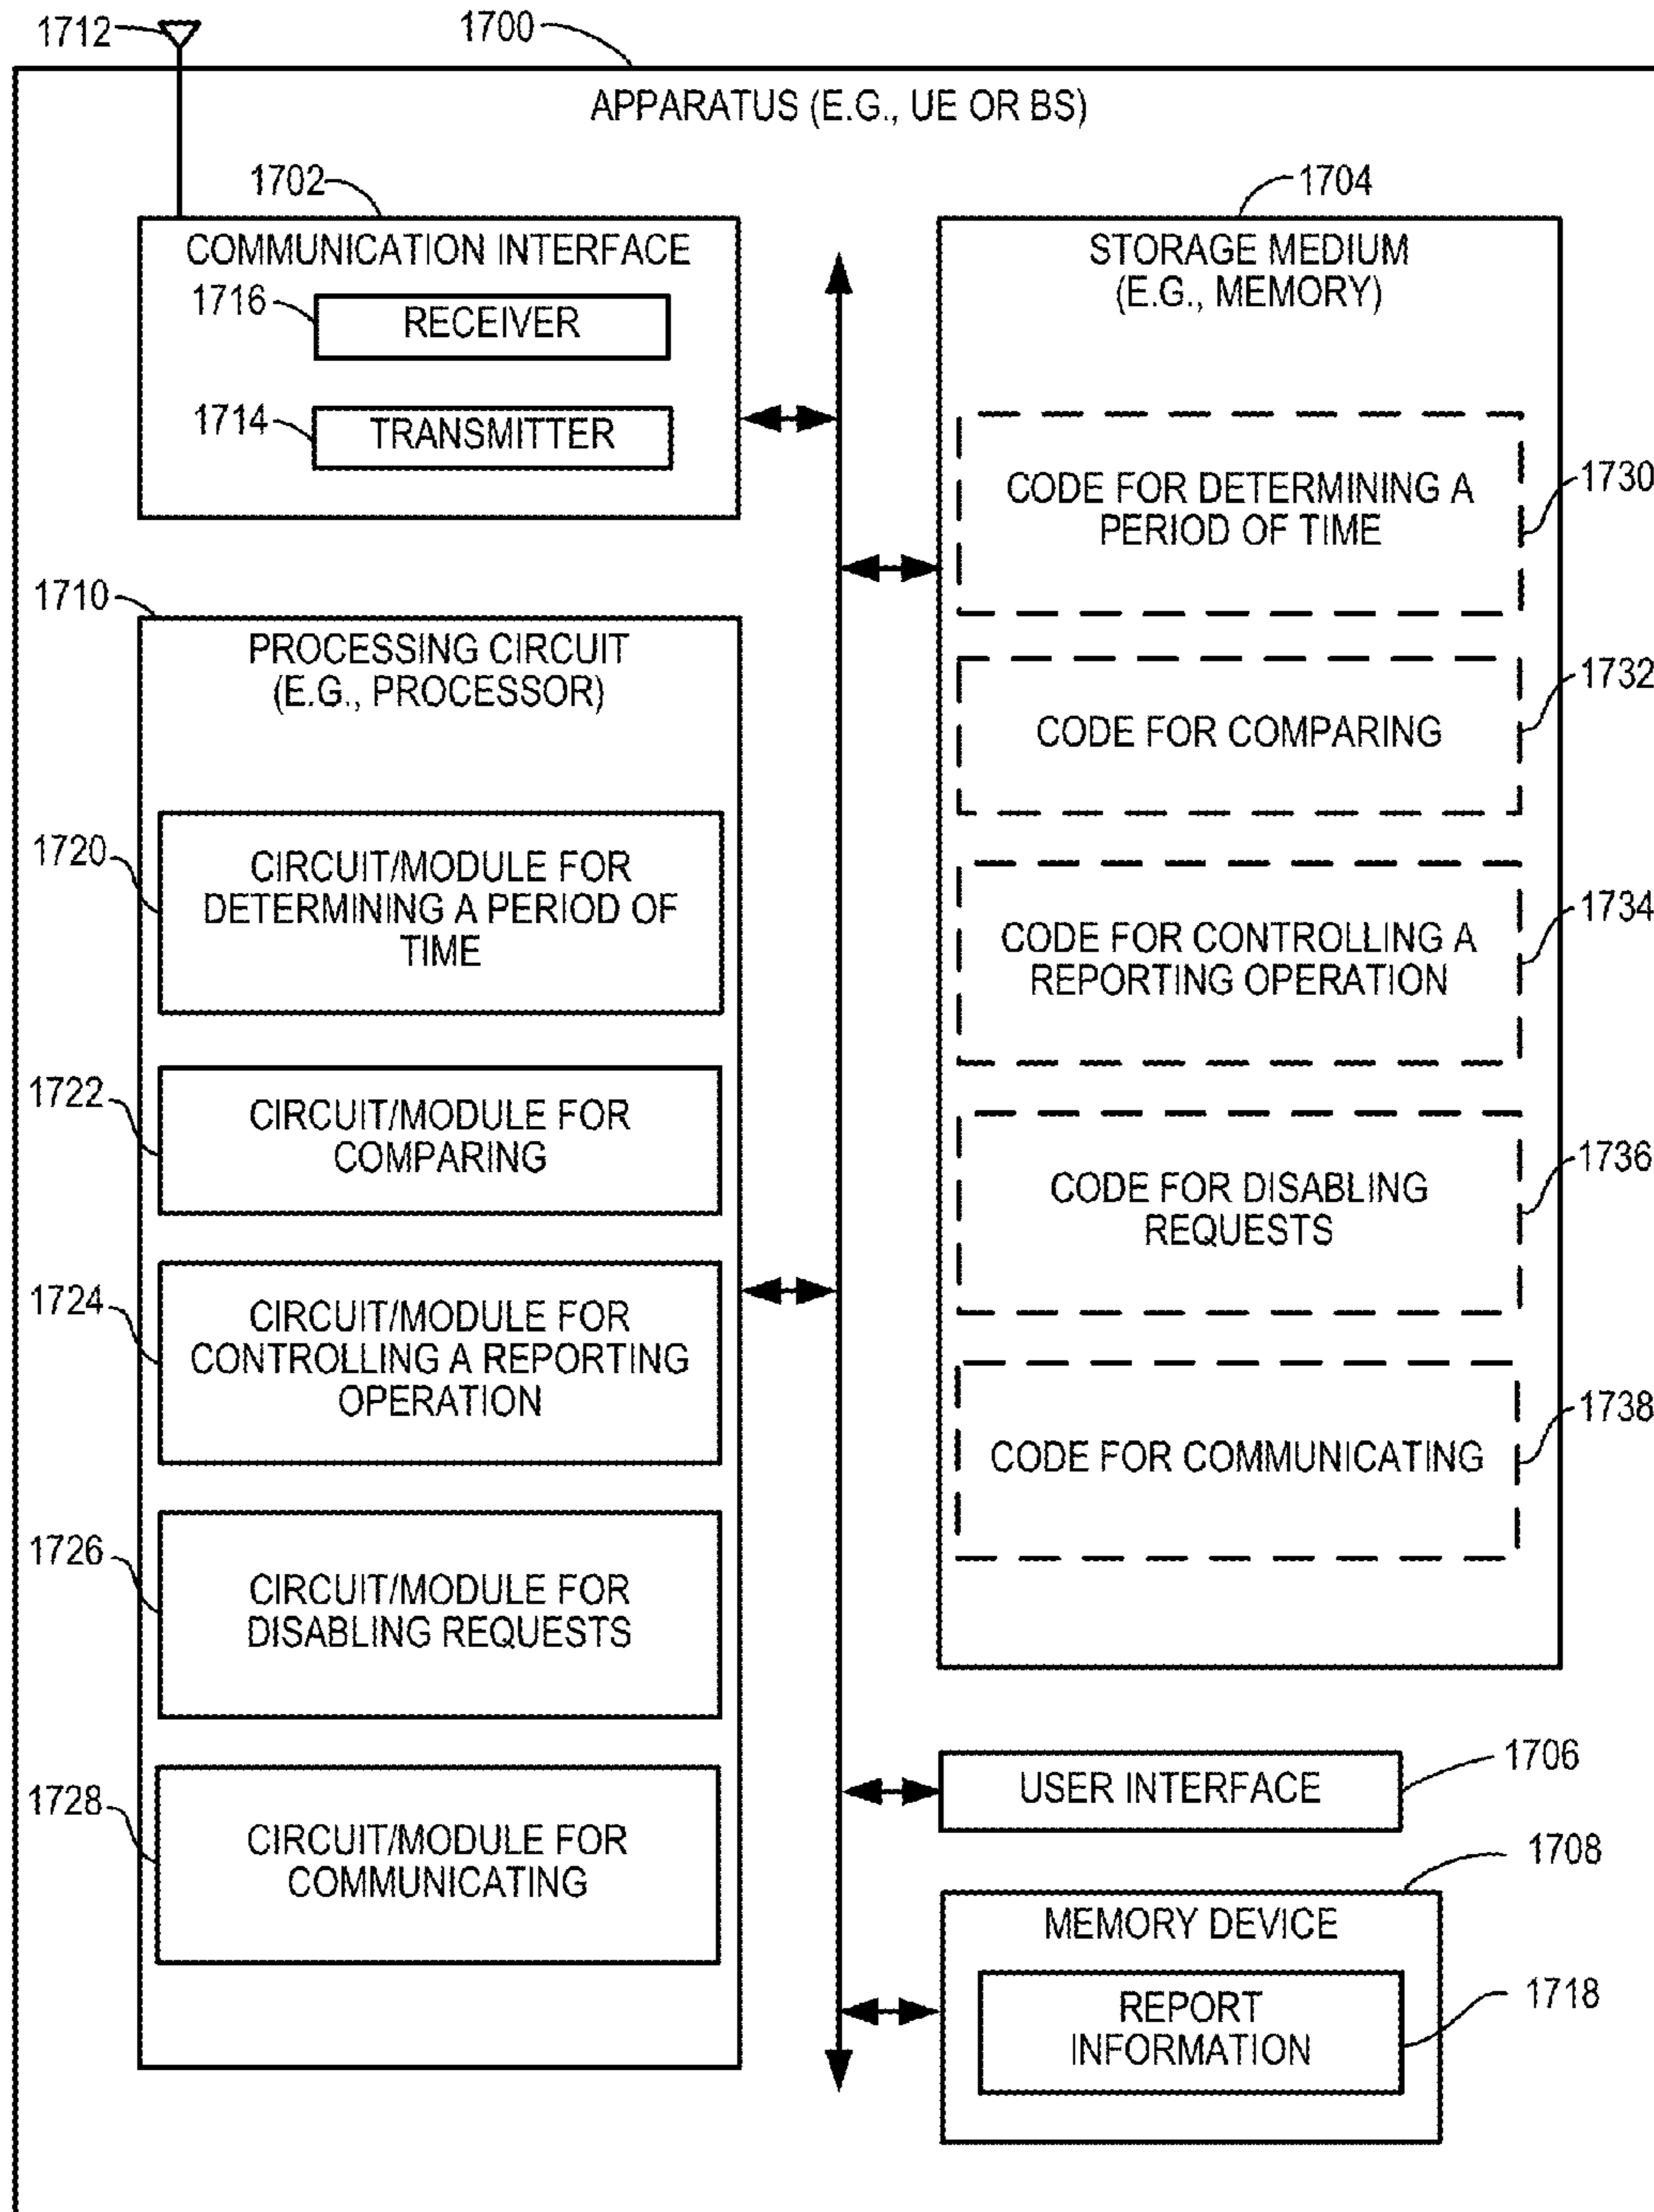 1712
1700
APPARATUS (E.G., UE OR BS)
1702
COMMUNICATION INTERFACE
1716
RECEIVER
1714
TRANSMITTER
1710
PROCESSING CIRCUIT
(E.G., PROCESSOR)
1720
CIRCUIT/MODULE FOR
DETERMINING A PERIOD OF
TIME
1722
CIRCUIT/MODULE FOR
COMPARING
1724
CIRCUIT/MODULE FOR
CONTROLLING A REPORTING
OPERATION
1726
CIRCUIT/MODULE FOR
DISABLING REQUESTS
1728
CIRCUIT/MODULE FOR
COMMUNICATING
1704
STORAGE MEDIUM
(E.G., MEMORY)
CODE FOR DETERMINING A
PERIOD OF TIME
1730
CODE FOR COMPARING
1732
CODE FOR CONTROLLING A
REPORTING OPERATION
1734
CODE FOR DISABLING
REQUESTS
1736
CODE FOR COMMUNICATING
1738
USER INTERFACE
1706
1708
MEMORY DEVICE
REPORT
INFORMATION
1718